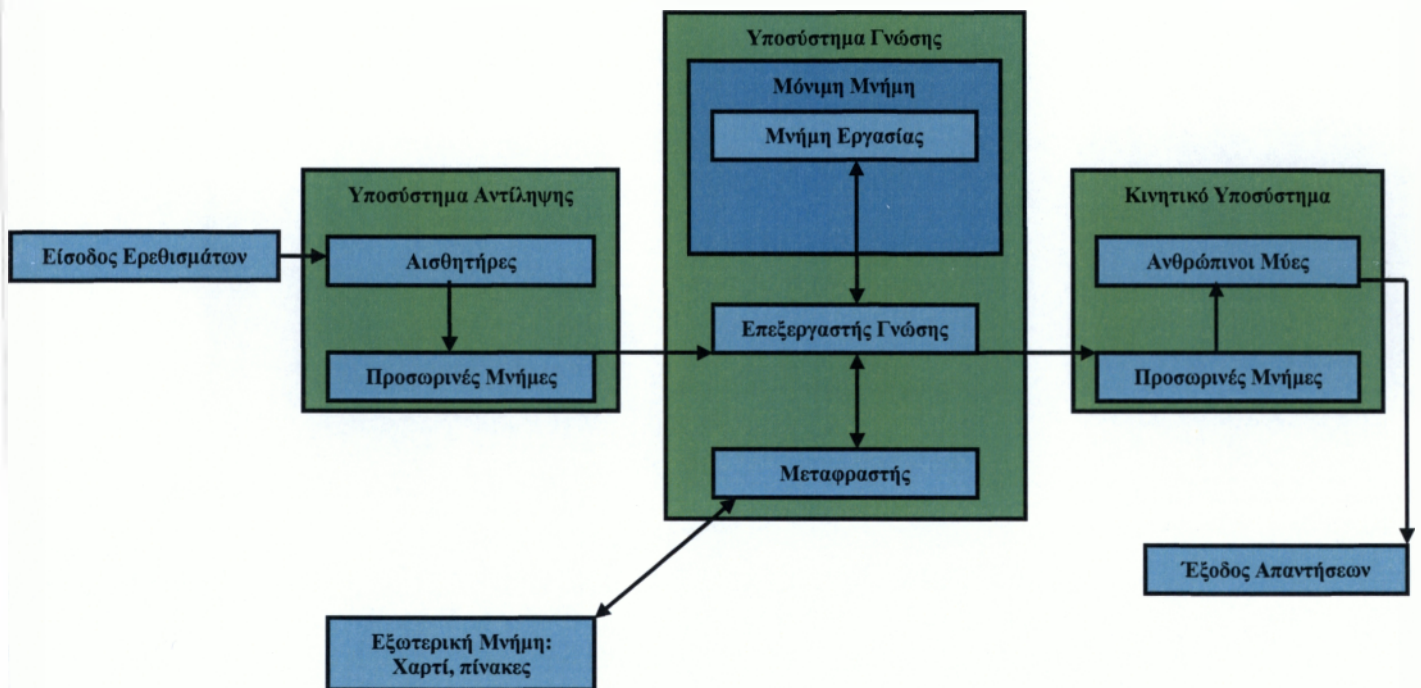 Υποσύστημα Γνώσης
Μόνιμη Μνήμη
Μνήμη Εργασίας
Υποσύστημα Αντίληψης
Κινητικό Υποσύστημα
Είσοδος Ερεθισμάτων
Αισθητήρες
Ανθρώπινοι Μύες
Επεξεργαστής Γνώσης
Προσωρινές Μνήμες
Προσωρινές Μνήμες
Μεταφραστής
Έξοδος Απαντήσεων
Εξωτερική Μνήμη:
Χαρτί, πίνακες